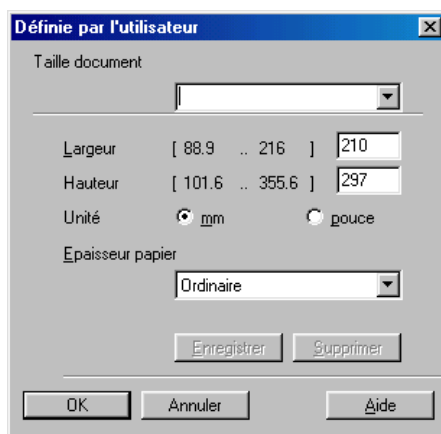 Définie par l'utilisateur
Taille document
Largeur [ 88.9 .. 216 ] 210
Hauteur [ 101.6 .. 355.6 ] 297
Unité mm pouce
Epaisseur papier
Ordinaire
Enregistrer Supprimer
OK Annuler Aide